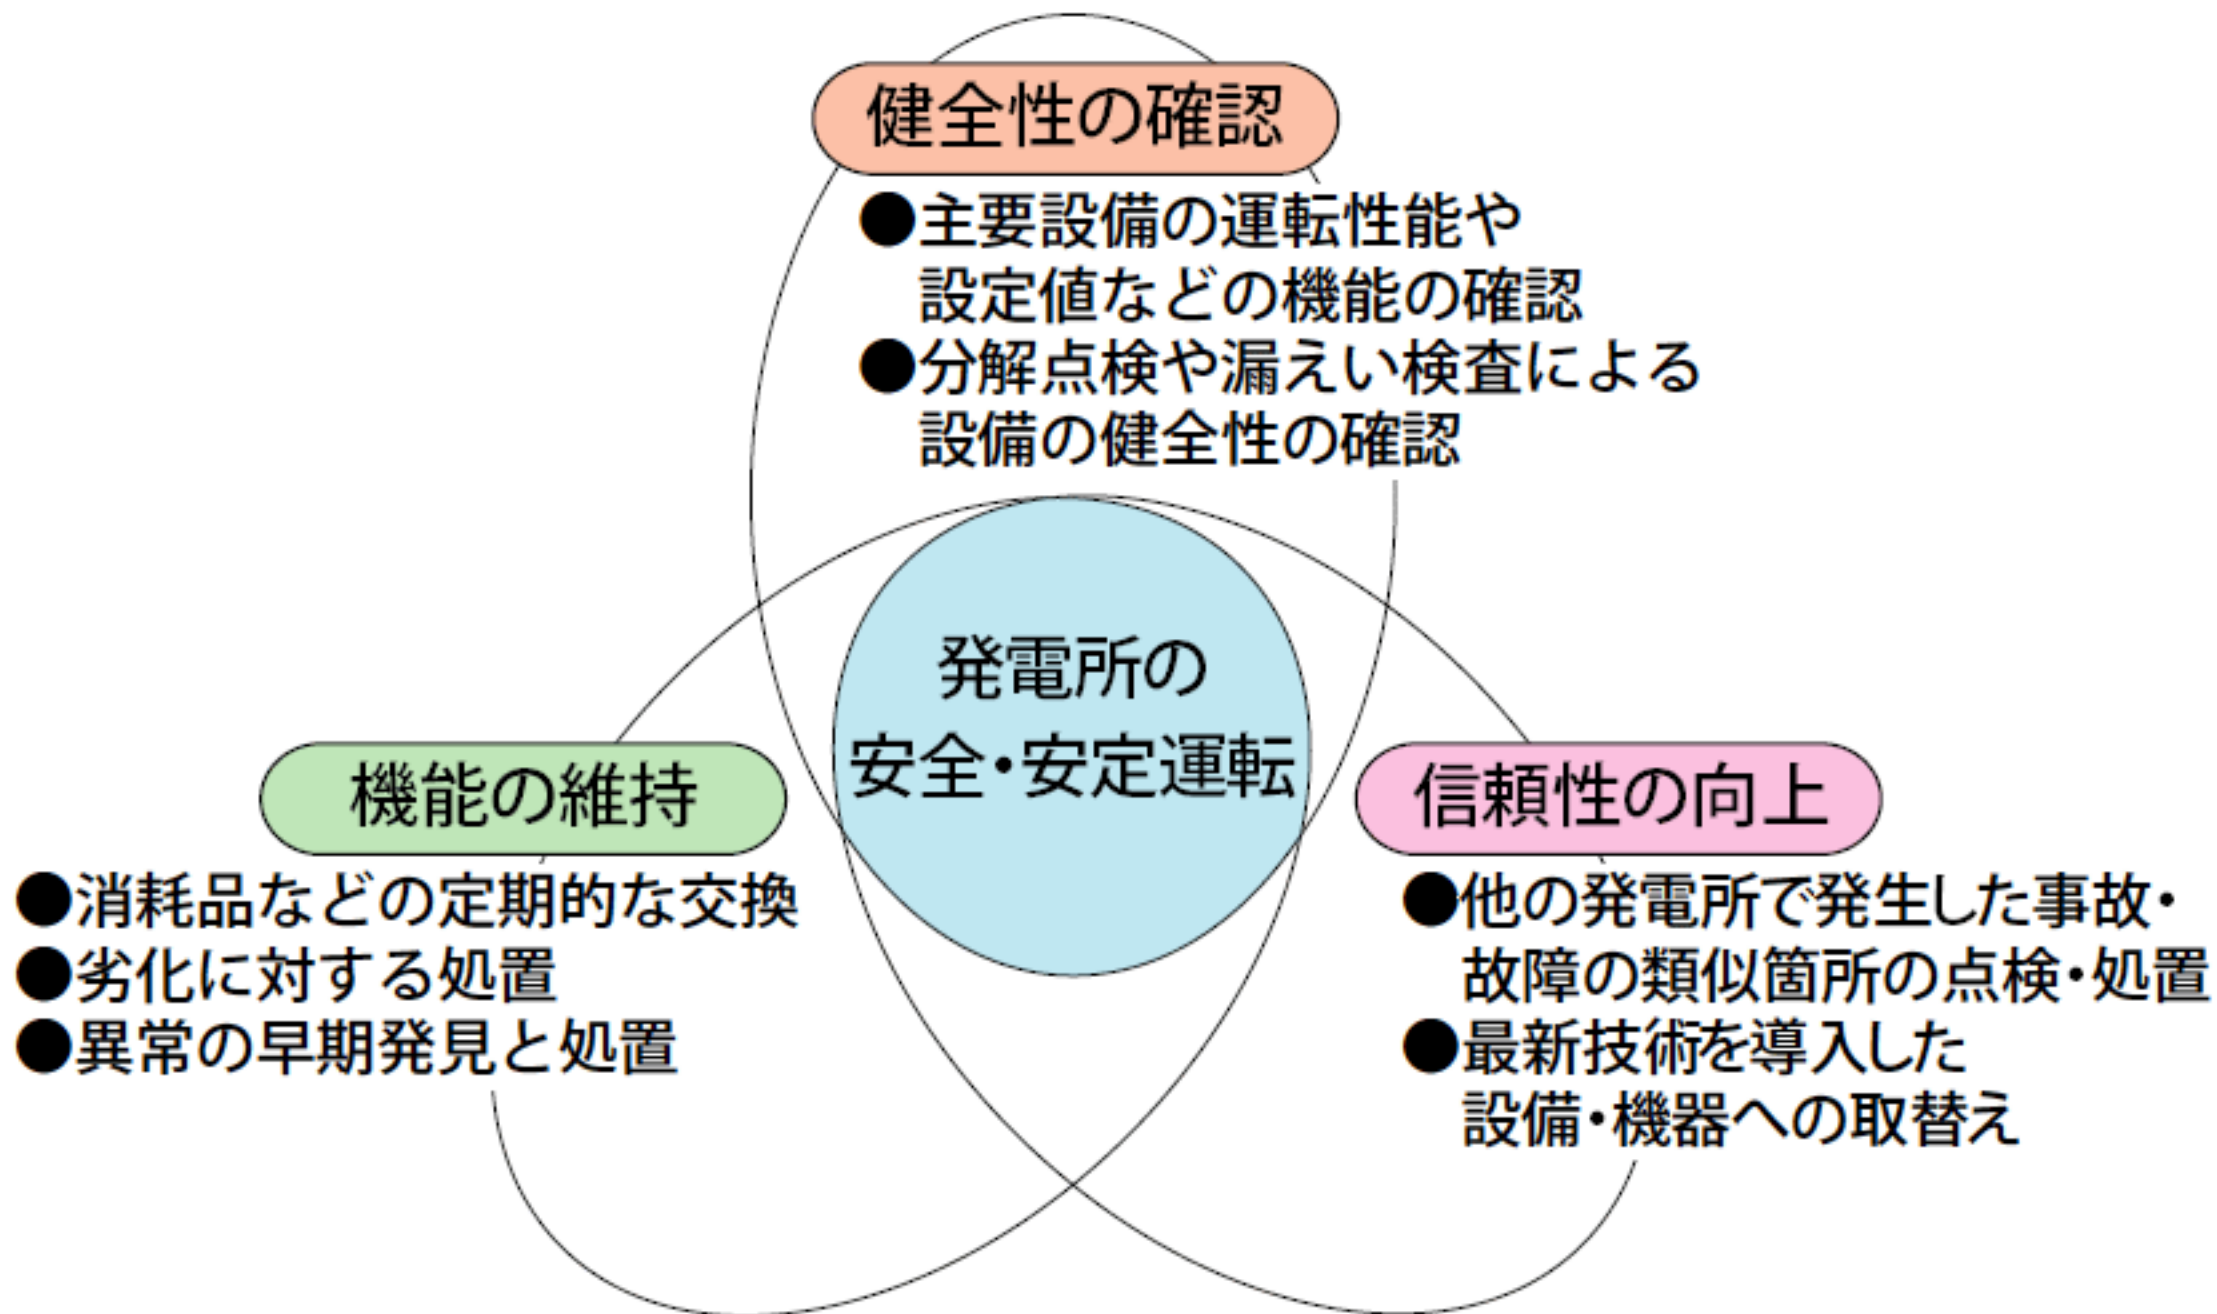 健全性の確認
●主要設備の運転性能や
設定値などの機能の確認
●分解点検や漏えい検査による
設備の健全性の確認
発電所の
安全・安定運転
機能の維持
●消耗品などの定期的な交換
●劣化に対する処置
●異常の早期発見と処置
信頼性の向上
●他の発電所で発生した事故・
故障の類似箇所の点検・処置
●最新技術を導入した
設備・機器への取替え